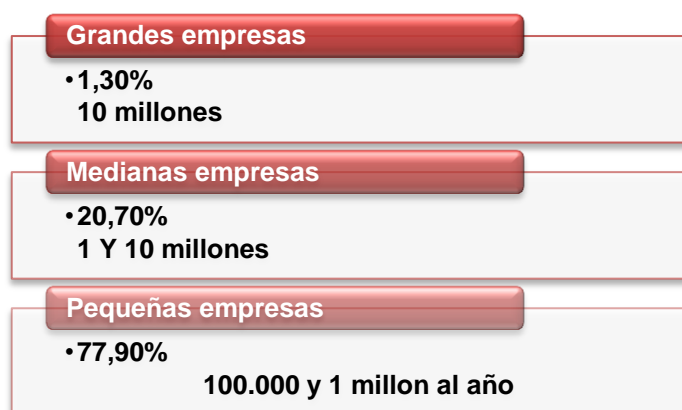 Grandes empresas
•1,30%
10 millones
Medianas empresas
•20,70%
1 Y 10 millones
Pequeñas empresas
•77,90%
100.000 y 1 millon al año